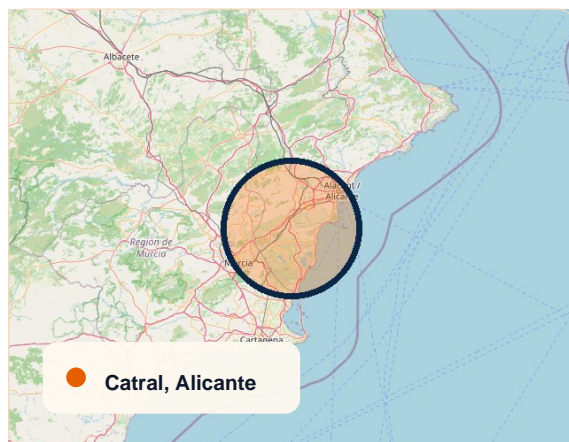 Albacete
Alacant /
Alicante
Región de
Murcia
Murcia
Cartagena
Catral, Alicante